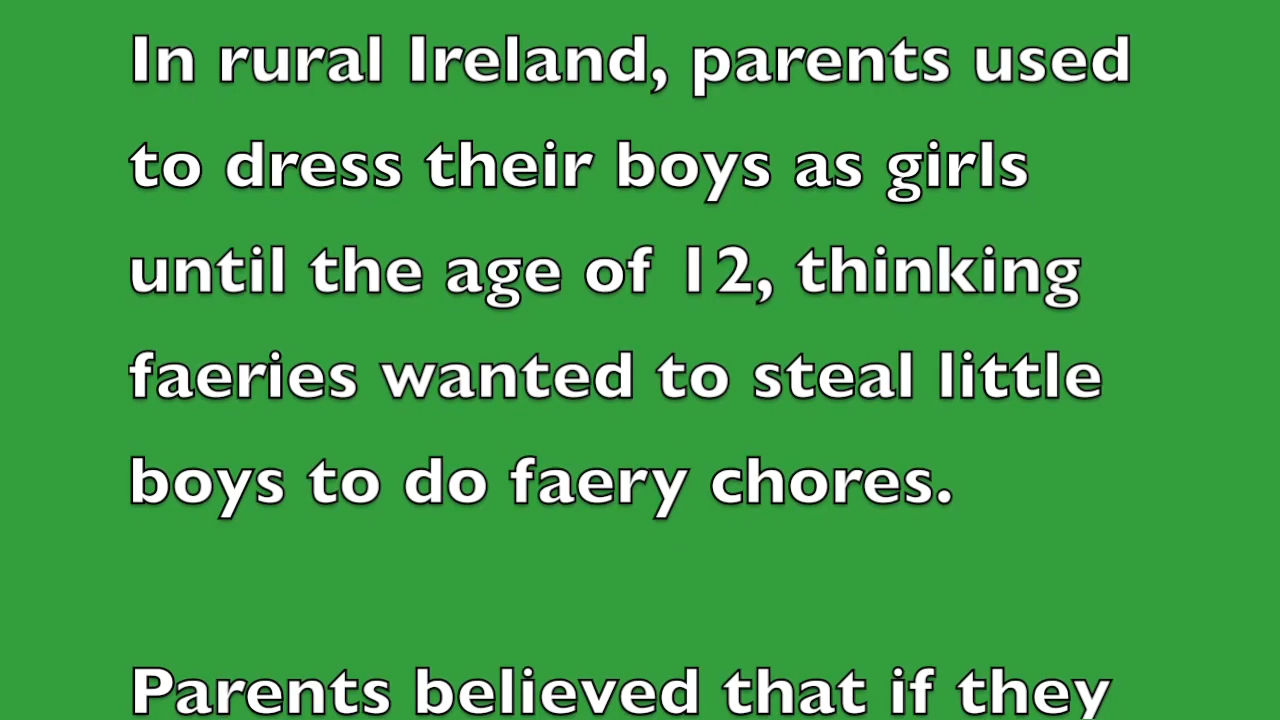 In rural Ireland, parents used
to dress their boys as girls
until the age of 12, thinking
faeries wanted to steal little
boys to do faery chores.
Parents believed that if they